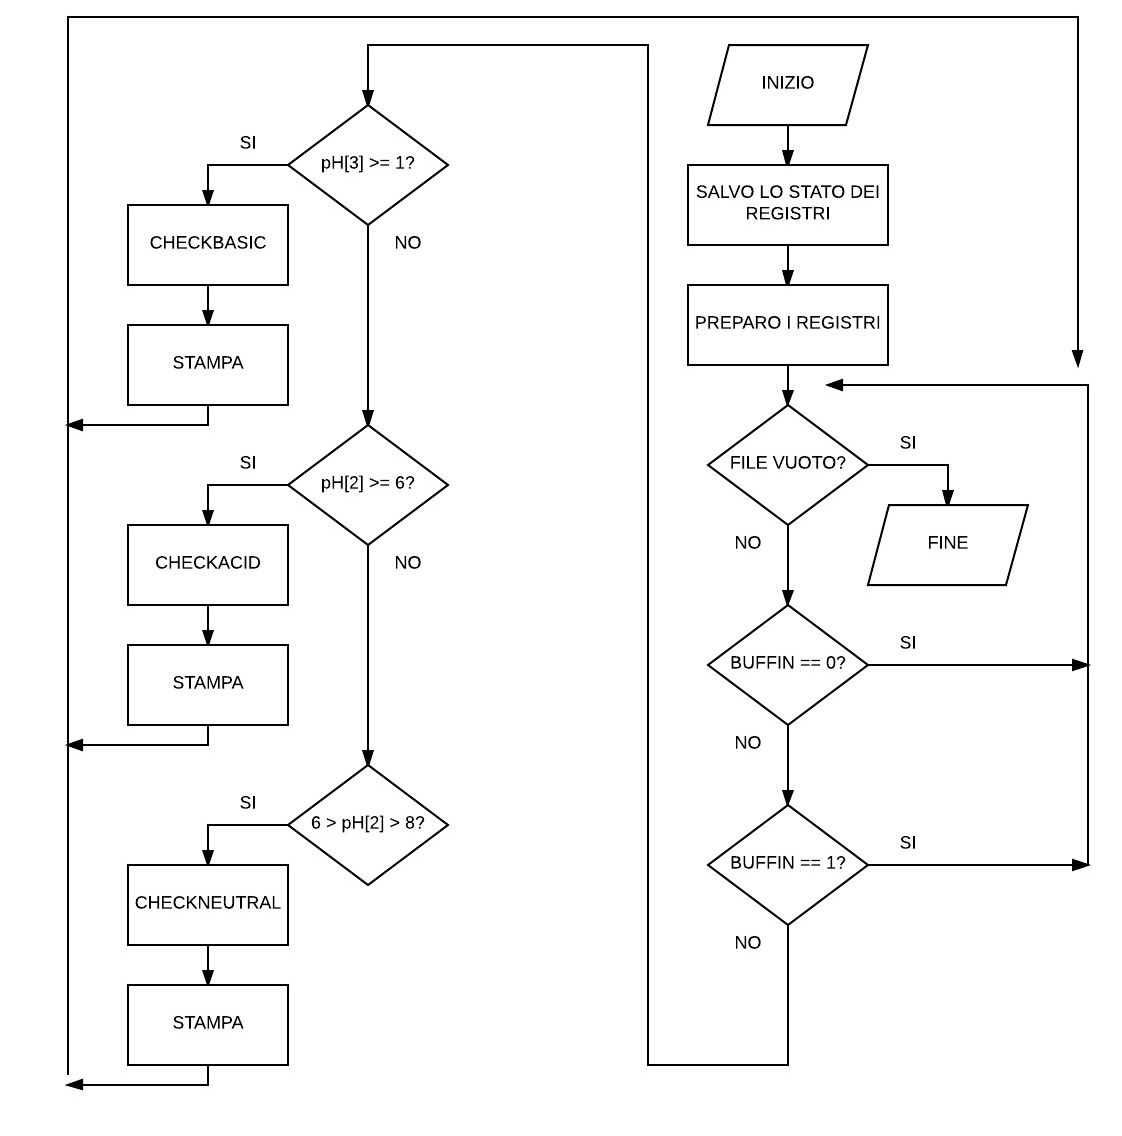 INIZIO
SALVO LO STATO DEI
REGISTRI
PREPARO I REGISTRI
FILE VUOTO?
SI
FINE
NO
BUFFIN == 0?
SI
NO
BUFFIN == 1?
SI
NO
pH[3] >= 1?
SI
CHECKBASIC
STAMPA
NO
pH[2] >= 6?
SI
CHECKACID
STAMPA
NO
6 > pH[2] > 8?
SI
CHECKNEUTRAL
STAMPA